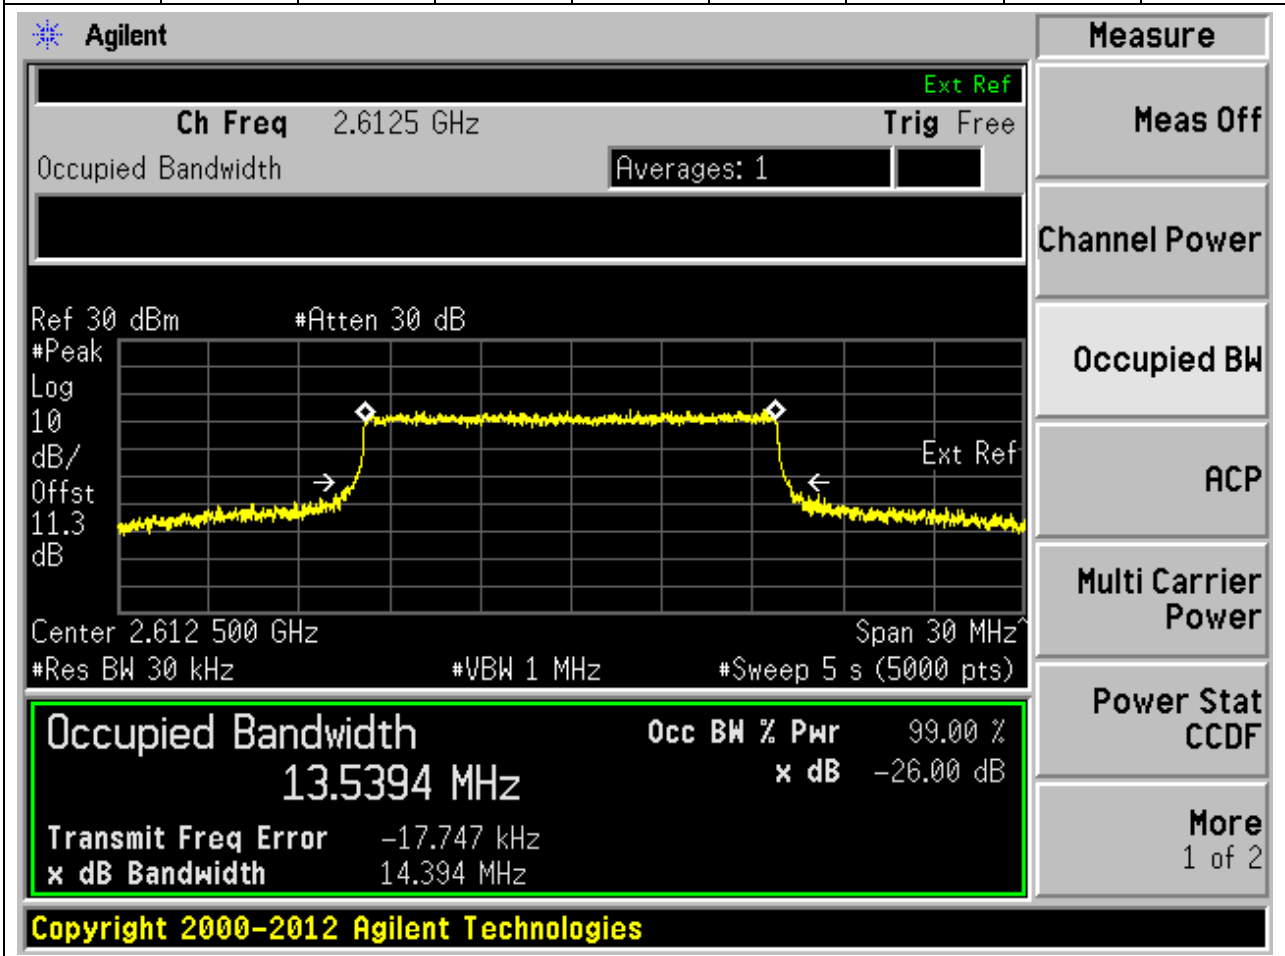 Agilent
Measure
Ext Ref
Ch Freq 2.6125 GHz Trig Free
Occupied Bandwidth Averages: 1
Meas Off
Channel Power
Occupied BW
ACP
Multi Carrier
Power
Power Stat
CCDF
More
1 of 2
Ref 30 dBm #Atten 30 dB
#Peak
Log
10
dB/
Offst
11.3
dB
Ext Ref
Center 2.612 500 GHz Span 30 MHz^
#Res BW 30 kHz #VBW 1 MHz #Sweep 5 s (5000 pts)
Occupied Bandwidth Occ BW % Pwr 99.00 %
13.5394 MHz x dB -26.00 dB
Transmit Freq Error -17.747 kHz
x dB Bandwidth 14.394 MHz
Copyright 2000-2012 Agilent Technologies